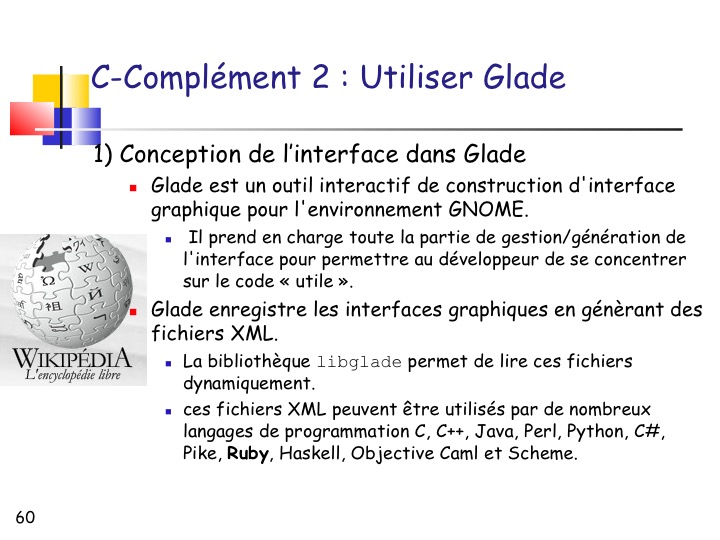 C-Complément 2 : Utiliser Glade
1) Conception de l’interface dans Glade
Glade est un outil interactif de construction d'interface
graphique pour l'environnement GNOME.
Il prend en charge toute la partie de gestion/génération de
l'interface pour permettre au développeur de se concentrer
sur le code « utile ».
Glade enregistre les interfaces graphiques en génèrant des
fichiers XML.
La bibliothèque libglade permet de lire ces fichiers
dynamiquement.
ces fichiers XML peuvent être utilisés par de nombreux
langages de programmation C, C++, Java, Perl, Python, C#,
Pike, Ruby, Haskell, Objective Caml et Scheme.
WIKIPÉDIA
L'encyclopédie libre
60